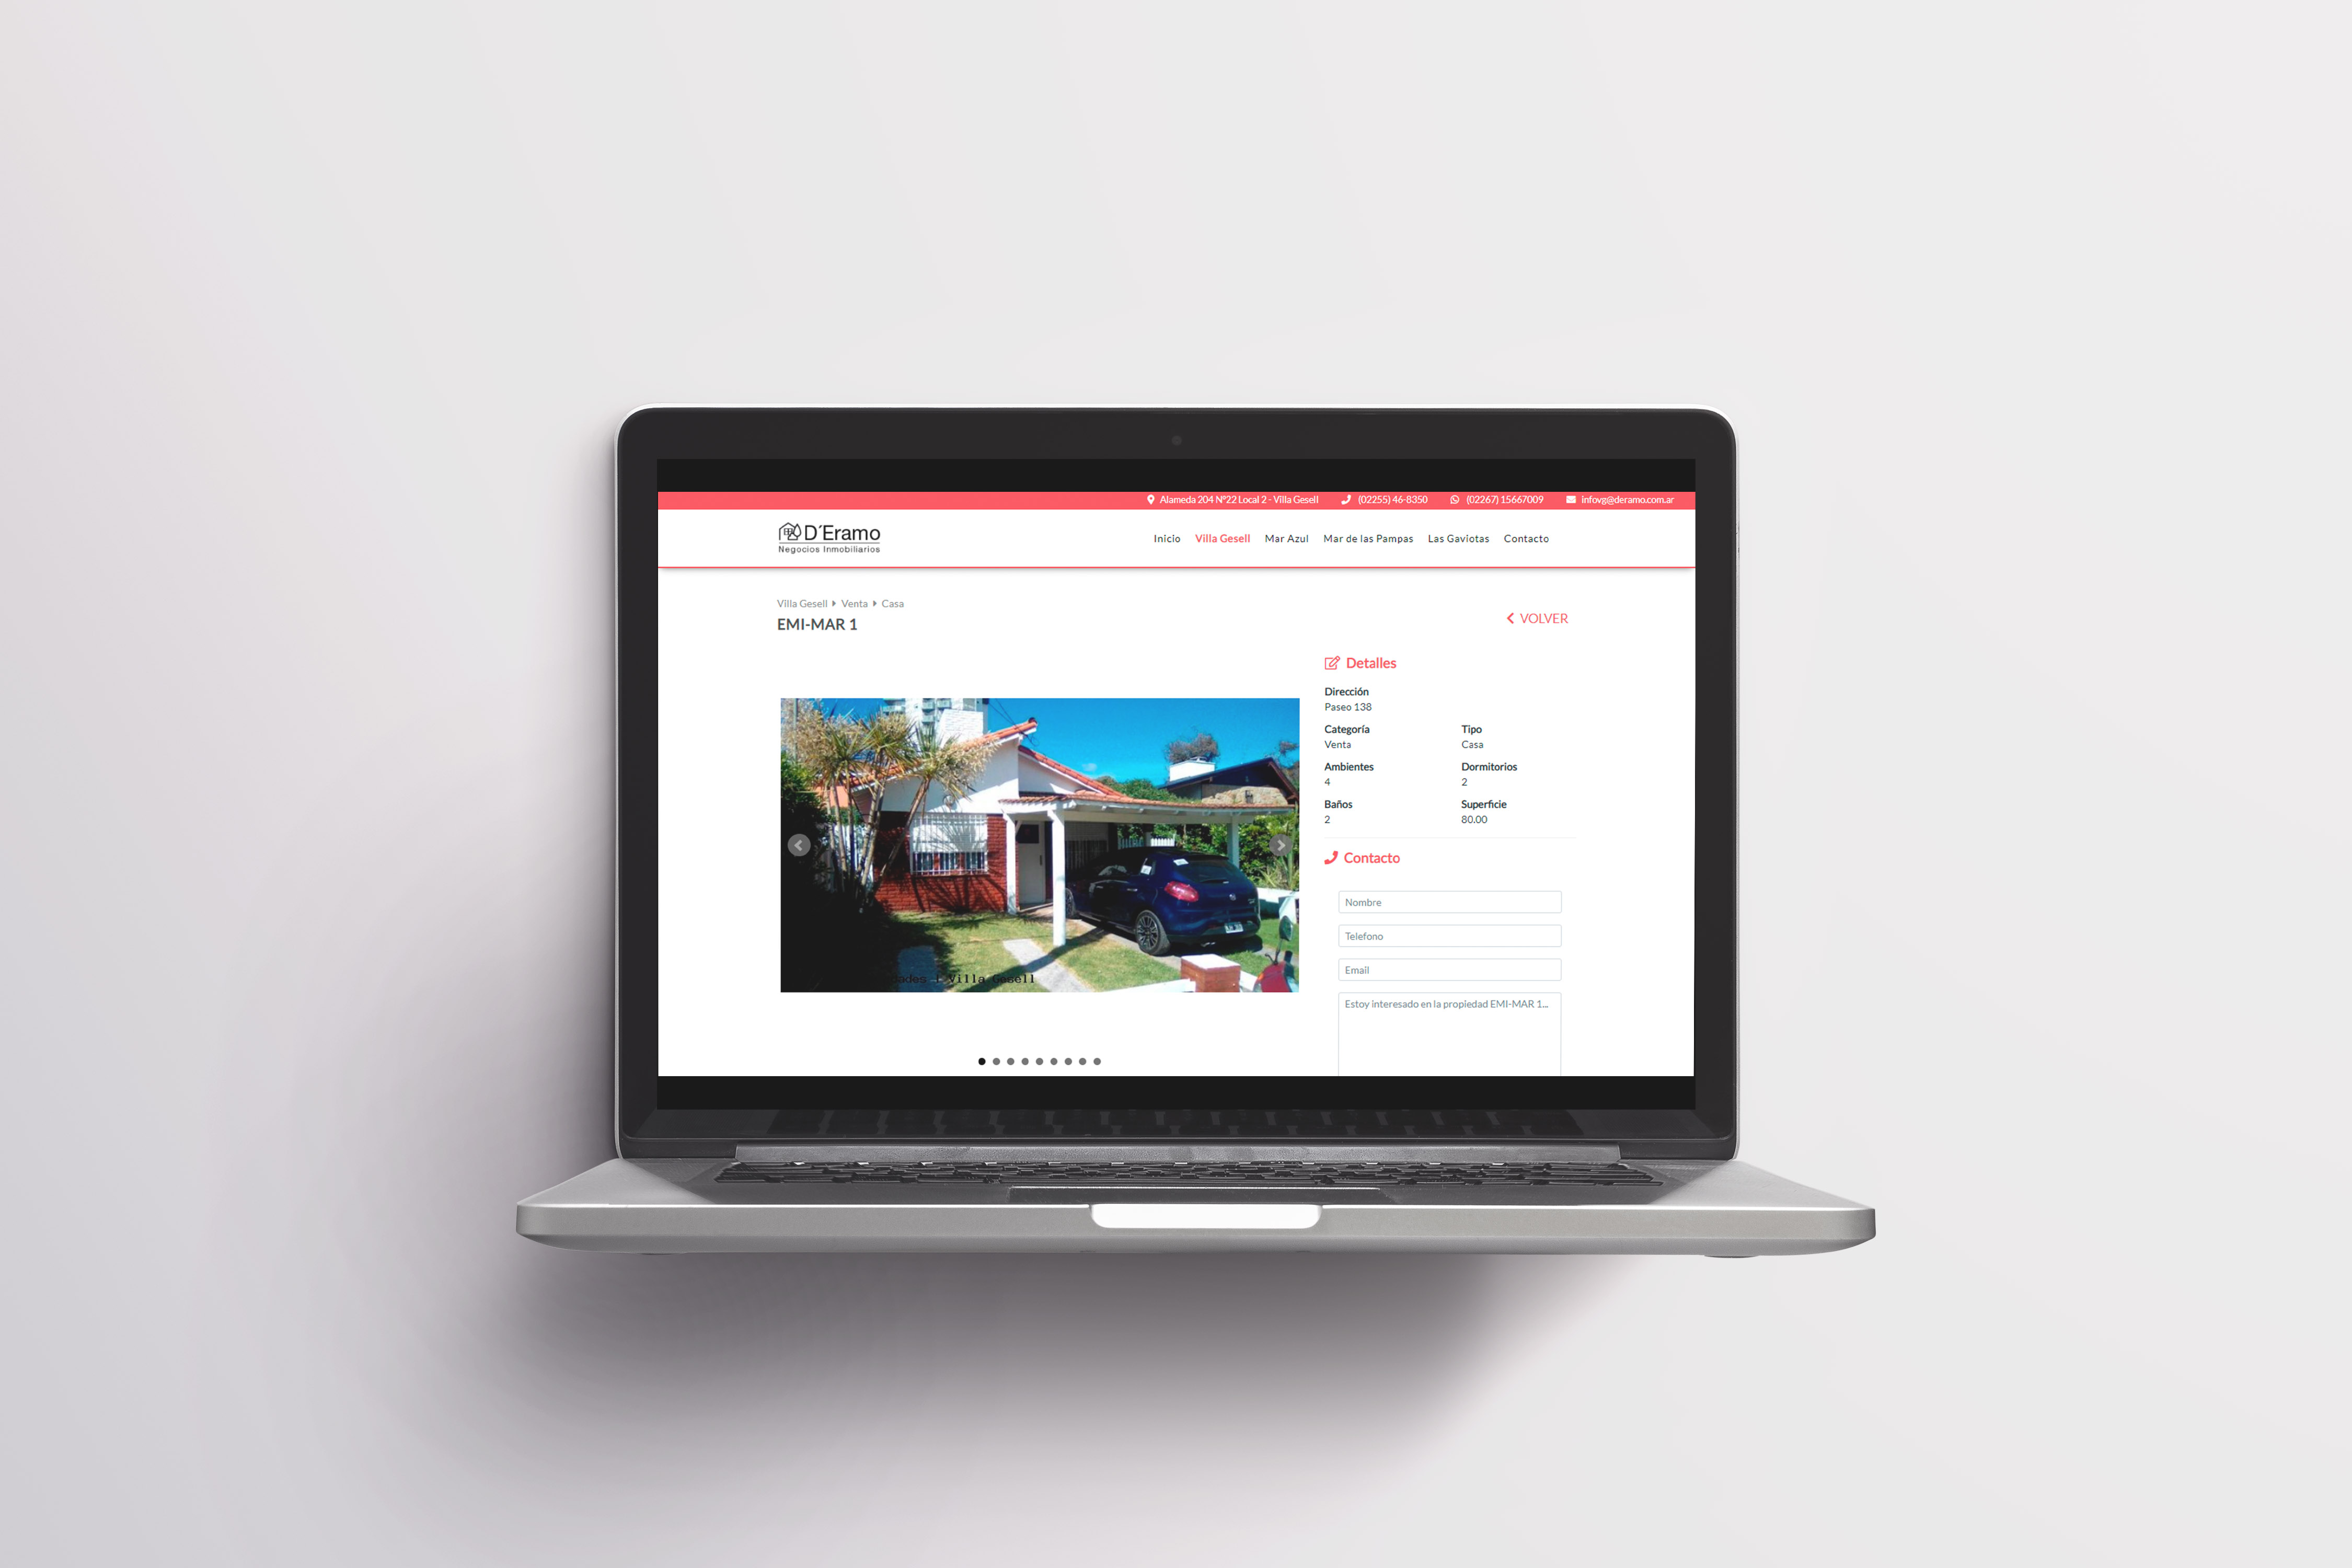 Alameda 204 Nº22 Local 2 - Villa Gesell (02255) 46-8350 (02267) 15667009 infovg@deramo.com.ar
D´Eramo
Negocios Inmobiliarios
Inicio Villa Gesell Mar Azul Mar de las Pampas Las Gaviotas Contacto
Villa Gesell Venta Casa
EMI-MAR 1
VOLVER
Detalles
Dirección
Paseo 138
Categoría Tipo
Venta Casa
Ambientes Dormitorios
4 2
Baños Superficie
2 80.00
Contacto
Nombre
Telefono
Email
Estoy interesado en la propiedad EMI-MAR 1...
Villa Gesell